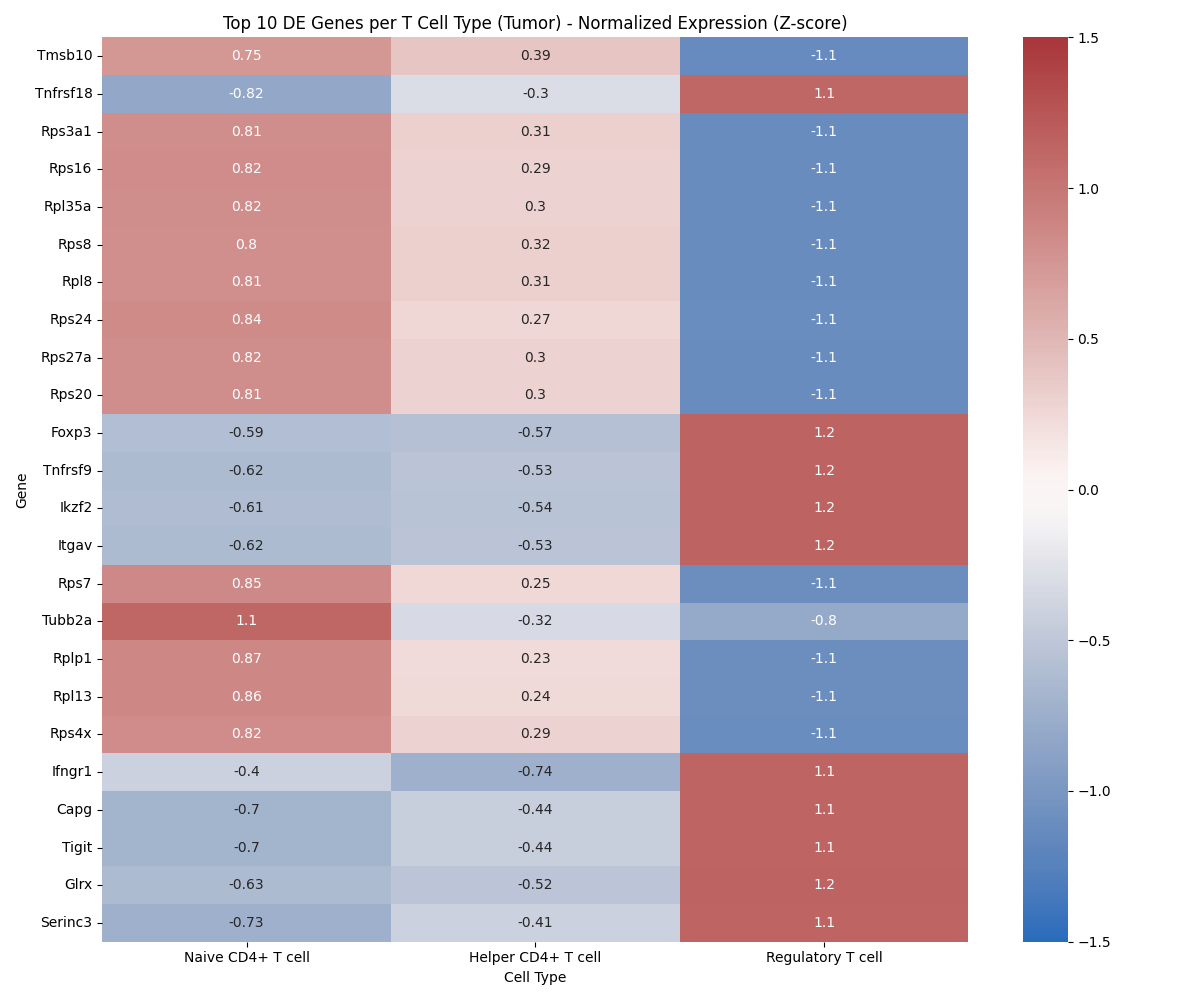 Top 10 DE Genes per T Cell Type (Tumor) - Normalized Expression (Z-score)
Tmsb10 0.75 0.39 -1.1
Tnfrsf18 -0.82 -0.3 1.1
Rps3a1 0.81 0.31 -1.1
Rps16 0.82 0.29 -1.1
Rpl35a 0.82 0.3 -1.1
Rps8 0.8 0.32 -1.1
Rpl8 0.81 0.31 -1.1
Rps24 0.84 0.27 -1.1
Rps27a 0.82 0.3 -1.1
Rps20 0.81 0.3 -1.1
Foxp3 -0.59 -0.57 1.2
Tnfrsf9 -0.62 -0.53 1.2
Ikzf2 -0.61 -0.54 1.2
Itgav -0.62 -0.53 1.2
Rps7 0.85 0.25 -1.1
Tubb2a 1.1 -0.32 -0.8
Rplp1 0.87 0.23 -1.1
Rpl13 0.86 0.24 -1.1
Rps4x 0.82 0.29 -1.1
Ifngr1 -0.4 -0.74 1.1
Capg -0.7 -0.44 1.1
Tigit -0.7 -0.44 1.1
Glrx -0.63 -0.52 1.2
Serinc3 -0.73 -0.41 1.1
Gene
Naive CD4+ T cell Helper CD4+ T cell Regulatory T cell
Cell Type
1.5
1.0
0.5
0.0
−0.5
−1.0
−1.5